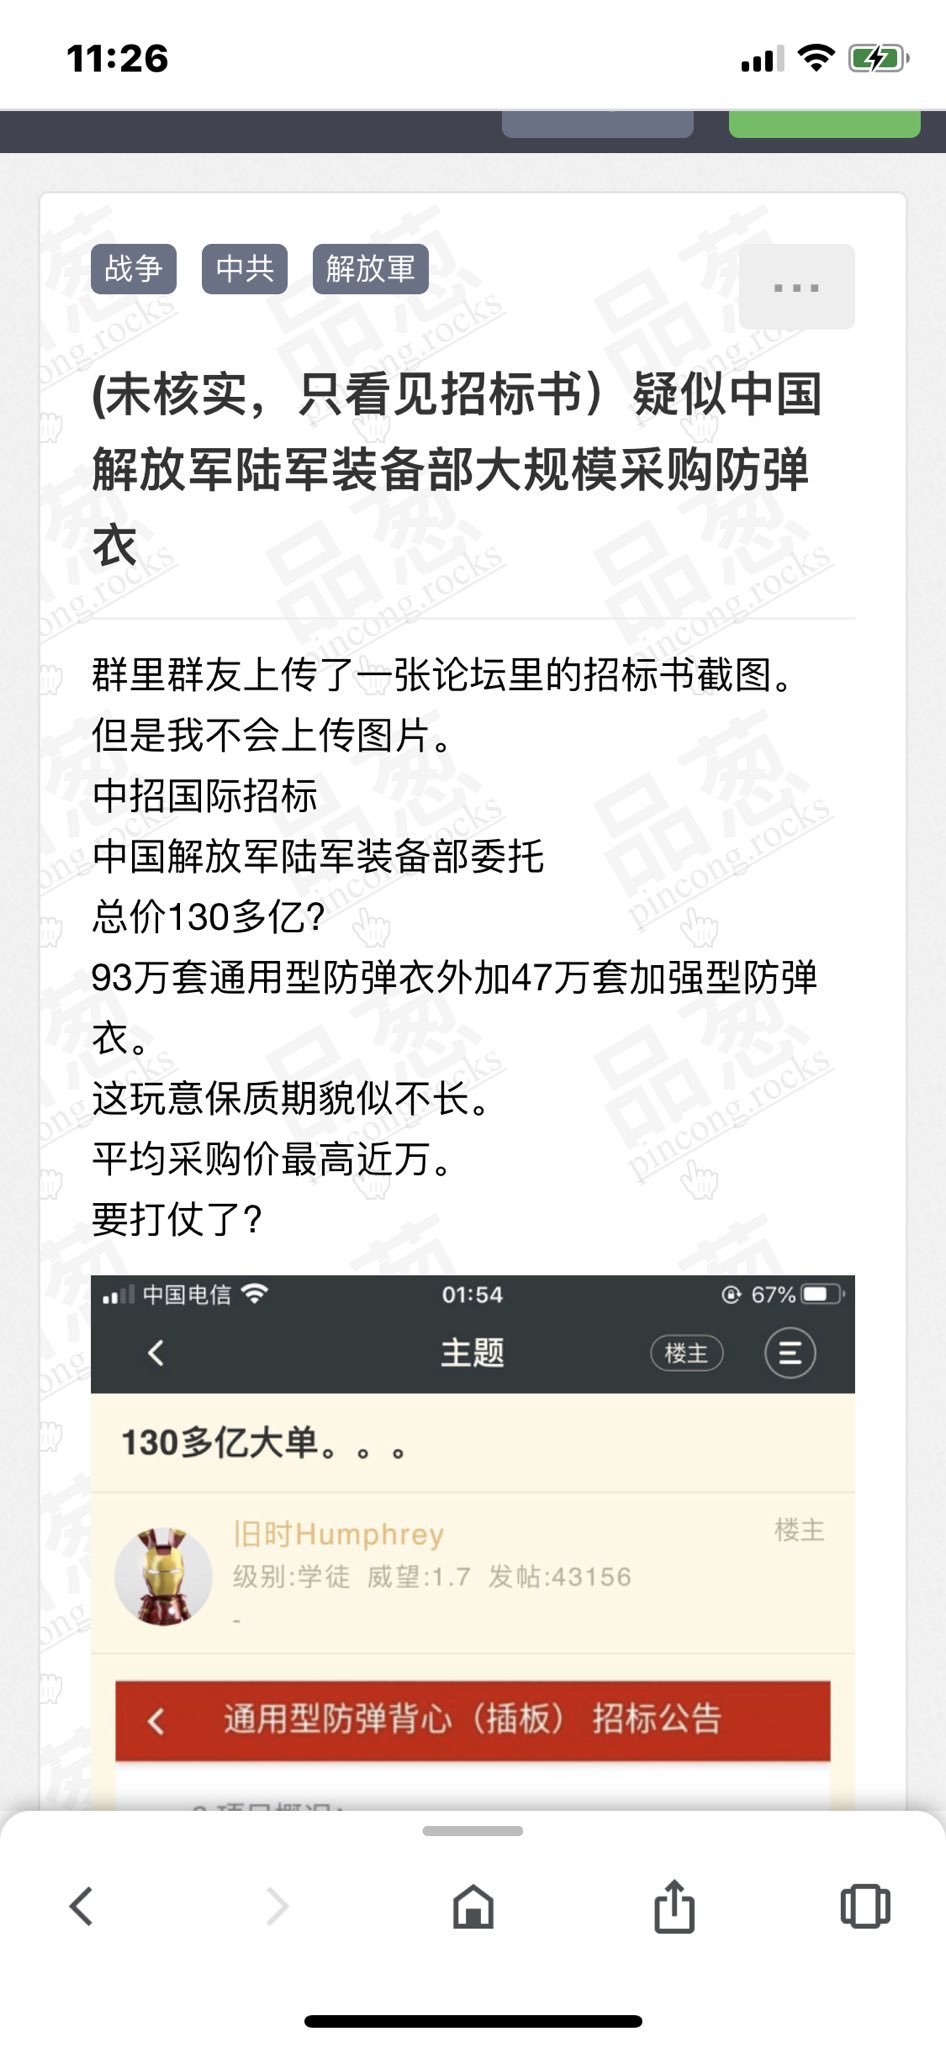 11:26
战争 中共 解放軍
(未核实，只看见招标书）疑似中国
解放军陆军装备部大规模采购防弹
衣
群里群友上传了一张论坛里的招标书截图。
但是我不会上传图片。
中招国际招标
中国解放军陆军装备部委托
总价130多亿?
93万套通用型防弹衣外加47万套加强型防弹
衣。
这玩意保质期貌似不长。
平均采购价最高近万。
要打仗了?
中国电信 01:54 67%
主题 楼主
130多亿大单。。。
旧时Humphrey 楼主
级别:学徒 威望:1.7 发帖:43156
-
通用型防弹背心（插板） 招标公告
品葱
pincong.rocks